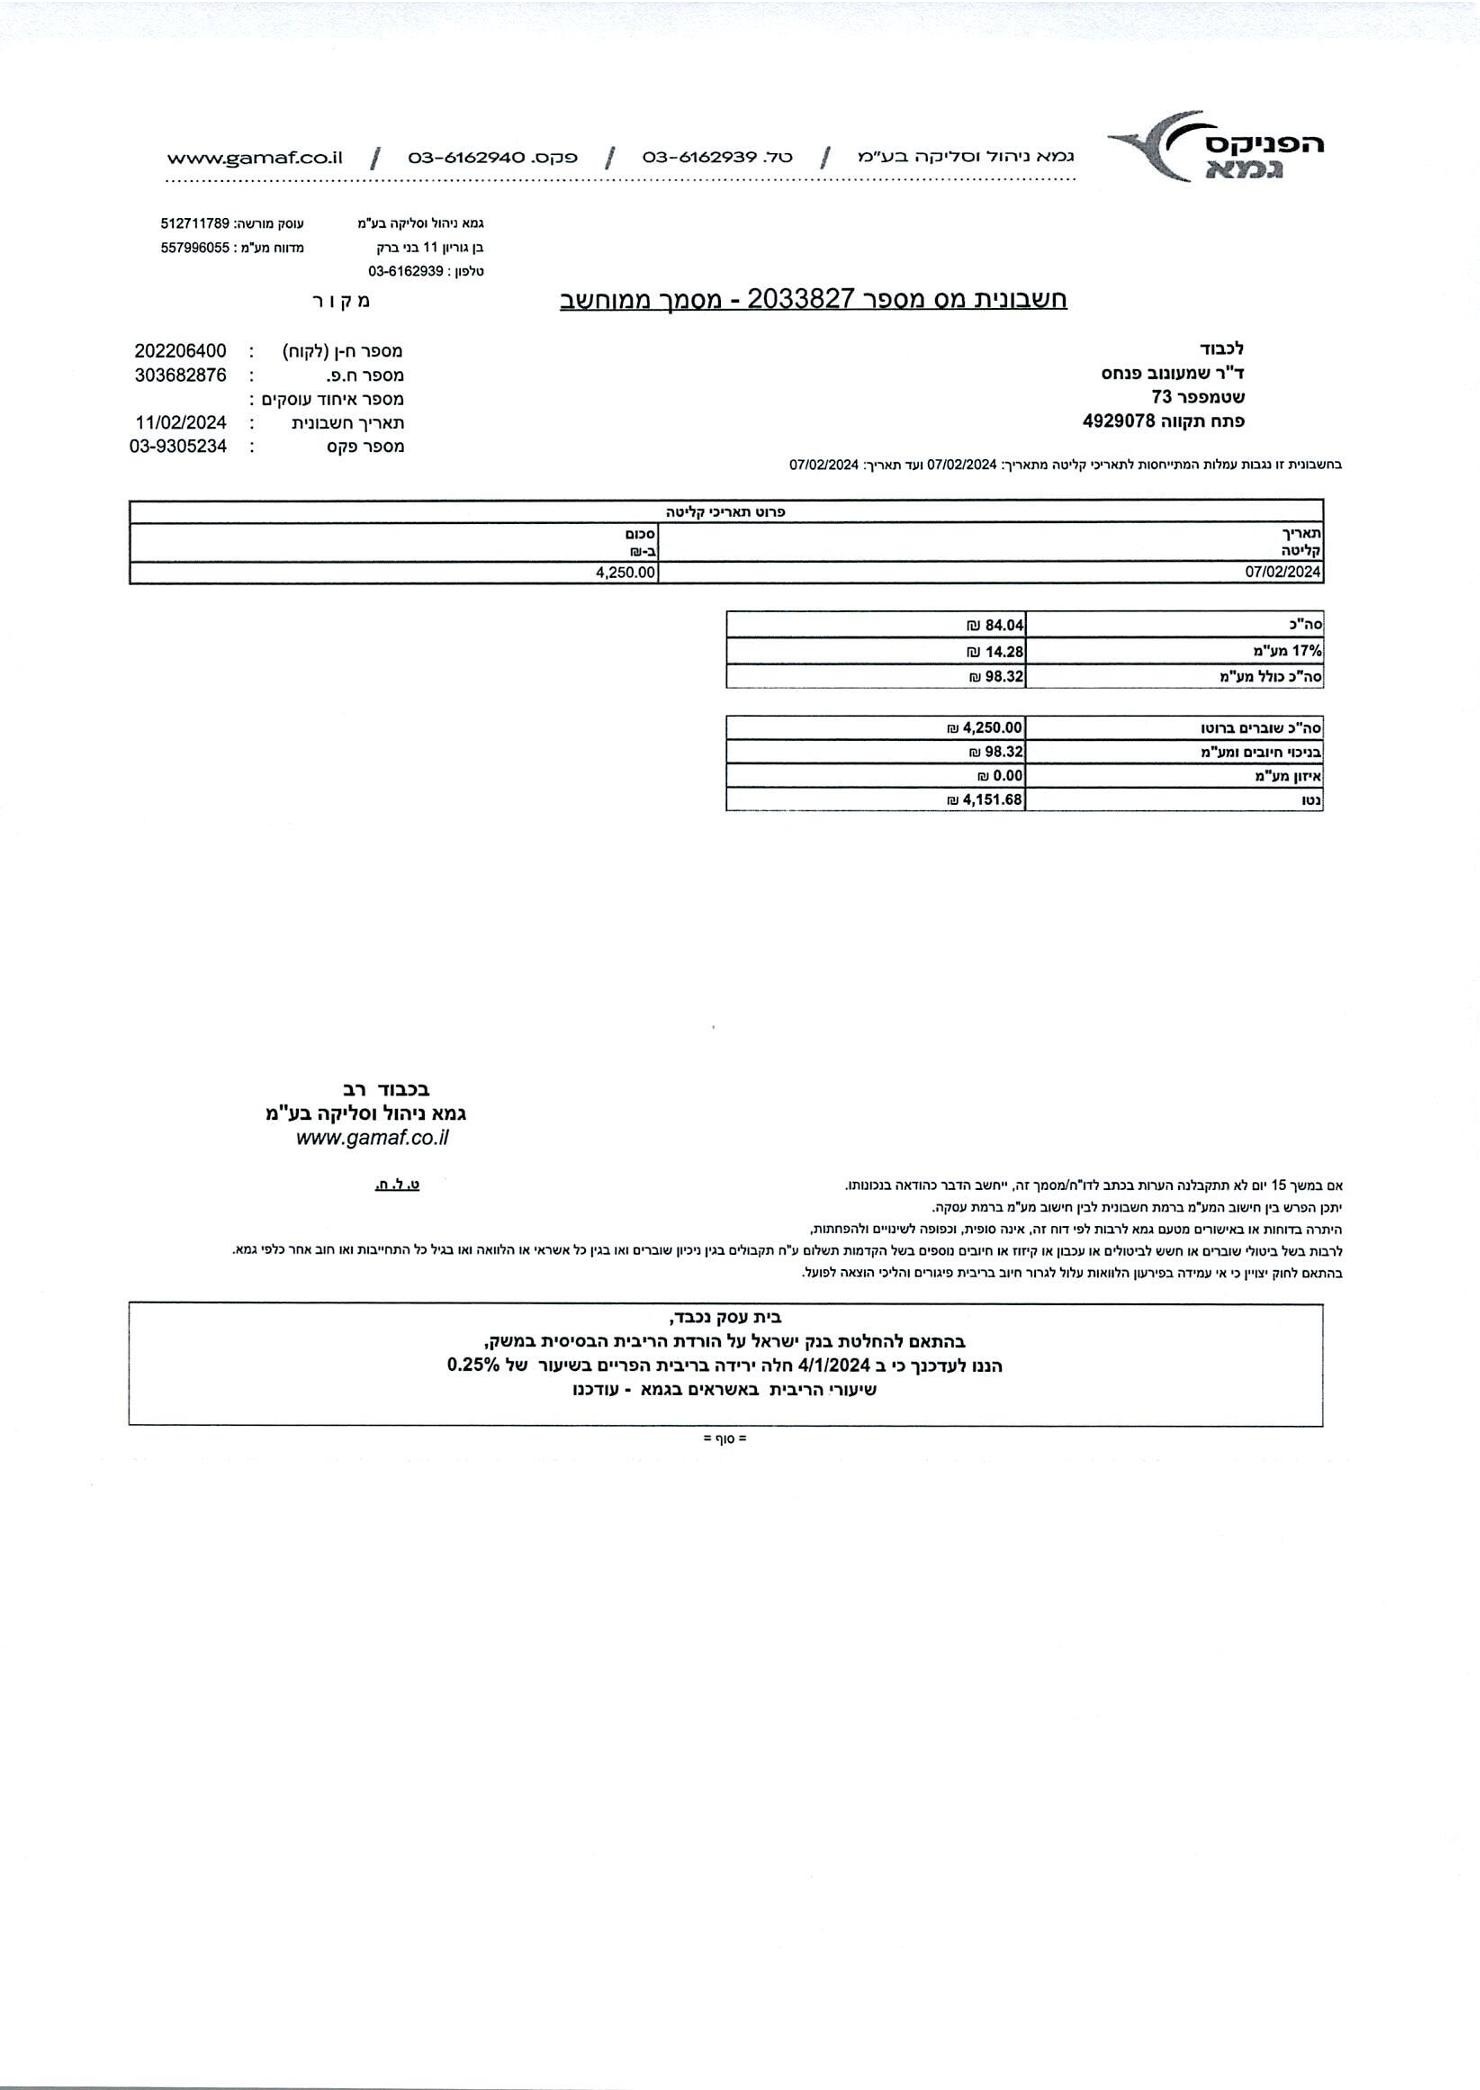 הפניקס
גמא
גמא ניהול וסליקה בע"מ / טל. 03-6162939 / פקס. 03-6162940 / www.gamaf.co.il
גמא ניהול וסליקה בע"מ עוסק מורשה: 512711789
בן גוריון 11 בני ברק מדווח מע"מ : 557996055
טלפון : 03-6162939
חשבונית מס מספר 2033827 - מסמך ממוחשב
מקור
לכבוד
ד"ר שמעונוב פנחס
שטמפפר 73
פתח תקווה 4929078
מספר ח-ן (לקוח) : 202206400
מספר ח.פ. : 303682876
מספר איחוד עוסקים :
תאריך חשבונית : 11/02/2024
מספר פקס : 03-9305234
בחשבונית זו נגבות עמלות המתייחסות לתאריכי קליטה מתאריך: 07/02/2024 ועד תאריך: 07/02/2024
פרוט תאריכי קליטה
תאריך סכום
קליטה ב-₪
07/02/2024 4,250.00
סה"כ 84.04 ₪
17% מע"מ 14.28 ₪
סה"כ כולל מע"מ 98.32 ₪
סה"כ שוברים ברוטו 4,250.00 ₪
בניכוי חיובים ומע"מ 98.32 ₪
איזון מע"מ 0.00 ₪
נטו 4,151.68 ₪
בכבוד רב
גמא ניהול וסליקה בע"מ
www.gamaf.co.il
ט. ל. ח.
אם במשך 15 יום לא תתקבלנה הערות בכתב לדו"ח/מסמך זה, ייחשב הדבר כהודאה בנכונותו.
יתכן הפרש בין חישוב המע"מ ברמת חשבונית לבין חישוב מע"מ ברמת עסקה.
היתרה בדוחות או באישורים מטעם גמא לרבות לפי דוח זה, אינה סופית, וכפופה לשינויים ולהפחתות,
לרבות בשל ביטולי שוברים או חשש לביטולים או עכבון או קיזוז או חיובים נוספים בשל הקדמות תשלום ע"ח תקבולים בגין ניכיון שוברים ואו בגין כל אשראי או הלוואה ואו בגיל כל התחייבות ואו חוב אחר כלפי גמא.
בהתאם לחוק יצויין כי אי עמידה בפירעון הלוואות עלול לגרור חיוב בריבית פיגורים והליכי הוצאה לפועל.
בית עסק נכבד,
בהתאם להחלטת בנק ישראל על הורדת הריבית הבסיסית במשק,
הננו לעדכנך כי ב 4/1/2024 חלה ירידה בריבית הפריים בשיעור של 0.25%
שיעורי הריבית באשראים בגמא - עודכנו
= סוף =